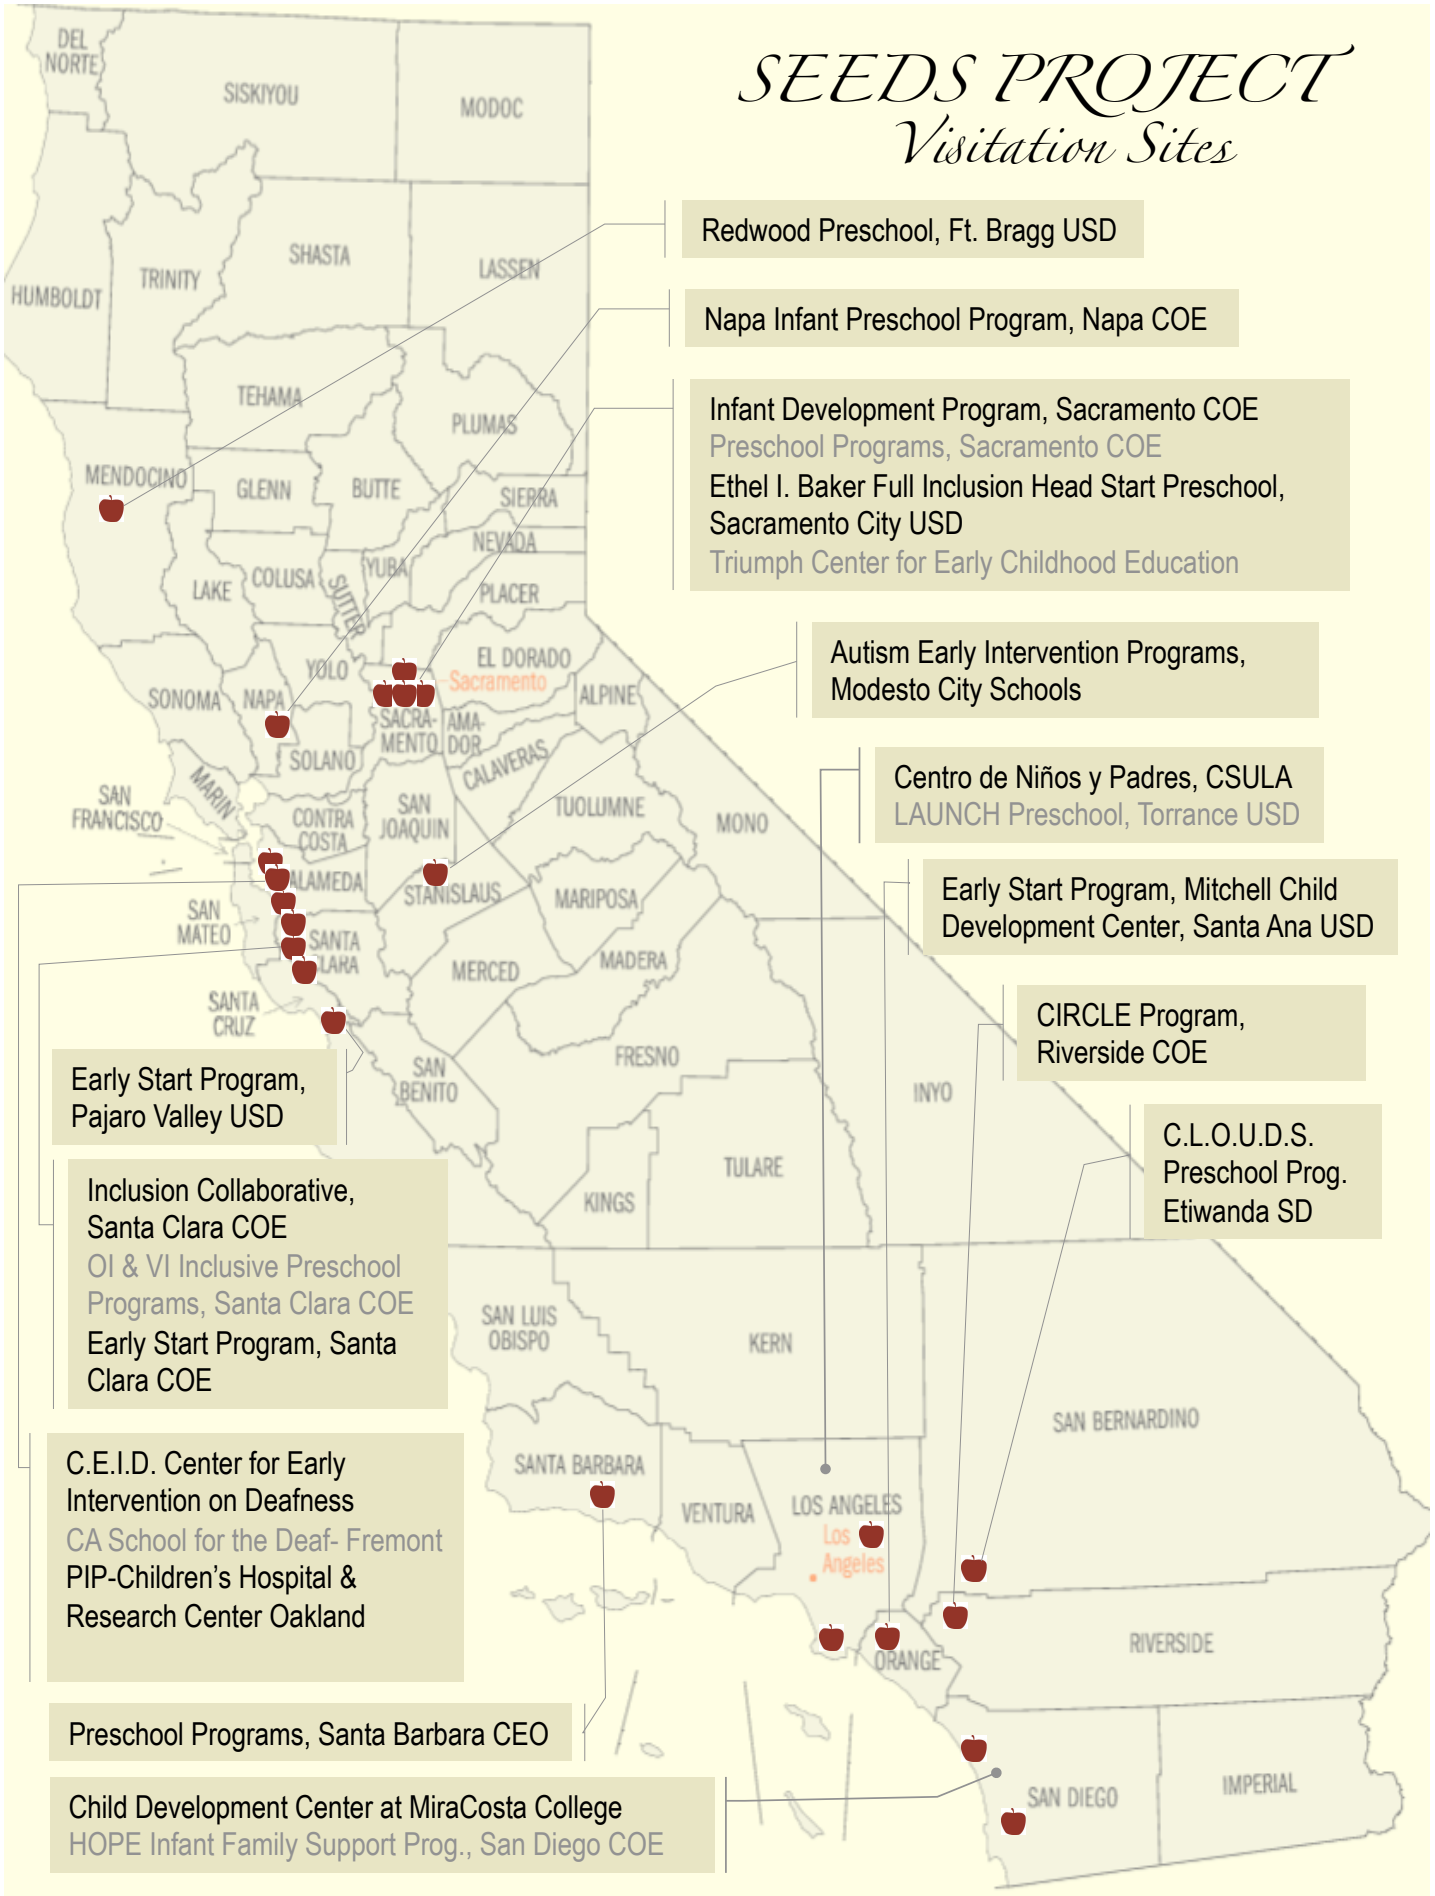 SEEDS PROJECT
Visitation Sites
DEL
NORTE
SISKIYOU
MODOC
HUMBOLDT
TRINITY
SHASTA
LASSEN
Redwood Preschool, Ft. Bragg USD
Napa Infant Preschool Program, Napa COE
TEHAMA
PLUMAS
Infant Development Program, Sacramento COE
Preschool Programs, Sacramento COE
Ethel I. Baker Full Inclusion Head Start Preschool,
Sacramento City USD
Triumph Center for Early Childhood Education
MENDOCINO
GLENN
BUTTE
SIERRA
NEVADA
YUBA
LAKE
COLUSA
SUTTER
PLACER
YOLO
EL DORADO
Sacramento
ALPINE
SONOMA
NAPA
SACRA-
MENTO
AMA-
DOR
SOLANO
CALAVERAS
Autism Early Intervention Programs,
Modesto City Schools
MARIN
SAN
FRANCISCO
CONTRA
COSTA
SAN
JOAQUIN
TUOLUMNE
MONO
Centro de Niños y Padres, CSULA
LAUNCH Preschool, Torrance USD
ALAMEDA
STANISLAUS
MARIPOSA
Early Start Program, Mitchell Child
Development Center, Santa Ana USD
SAN
MATEO
SANTA
CLARA
MERCED
MADERA
SANTA
CRUZ
CIRCLE Program,
Riverside COE
FRESNO
SAN
BENITO
INYO
Early Start Program,
Pajaro Valley USD
C.L.O.U.D.S.
Preschool Prog.
Etiwanda SD
TULARE
KINGS
Inclusion Collaborative,
Santa Clara COE
OI & VI Inclusive Preschool
Programs, Santa Clara COE
Early Start Program, Santa
Clara COE
SAN LUIS
OBISPO
KERN
SAN BERNARDINO
C.E.I.D. Center for Early
Intervention on Deafness
CA School for the Deaf- Fremont
PIP-Children’s Hospital &
Research Center Oakland
SANTA BARBARA
VENTURA
LOS ANGELES
Los
Angeles
ORANGE
RIVERSIDE
Preschool Programs, Santa Barbara CEO
Child Development Center at MiraCosta College
HOPE Infant Family Support Prog., San Diego COE
SAN DIEGO
IMPERIAL